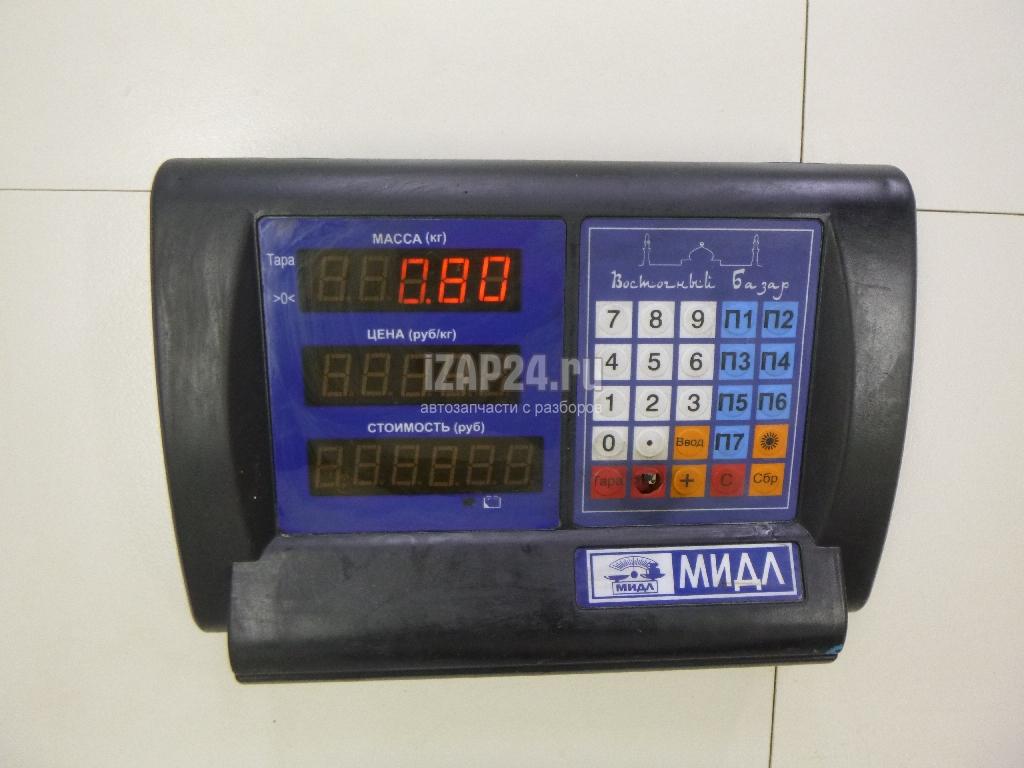 МАССА (кг)
Тара
0.80
>0<
ЦЕНА (руб/кг)
СТОИМОСТЬ (руб)
Восточный Базар
7 8 9 П1 П2
4 5 6 П3 П4
1 2 3 П5 П6
0 • Ввод П7
Тара + С Сбр
МИДЛ
МИДЛ
iZAP24.ru
автозапчасти с разборов